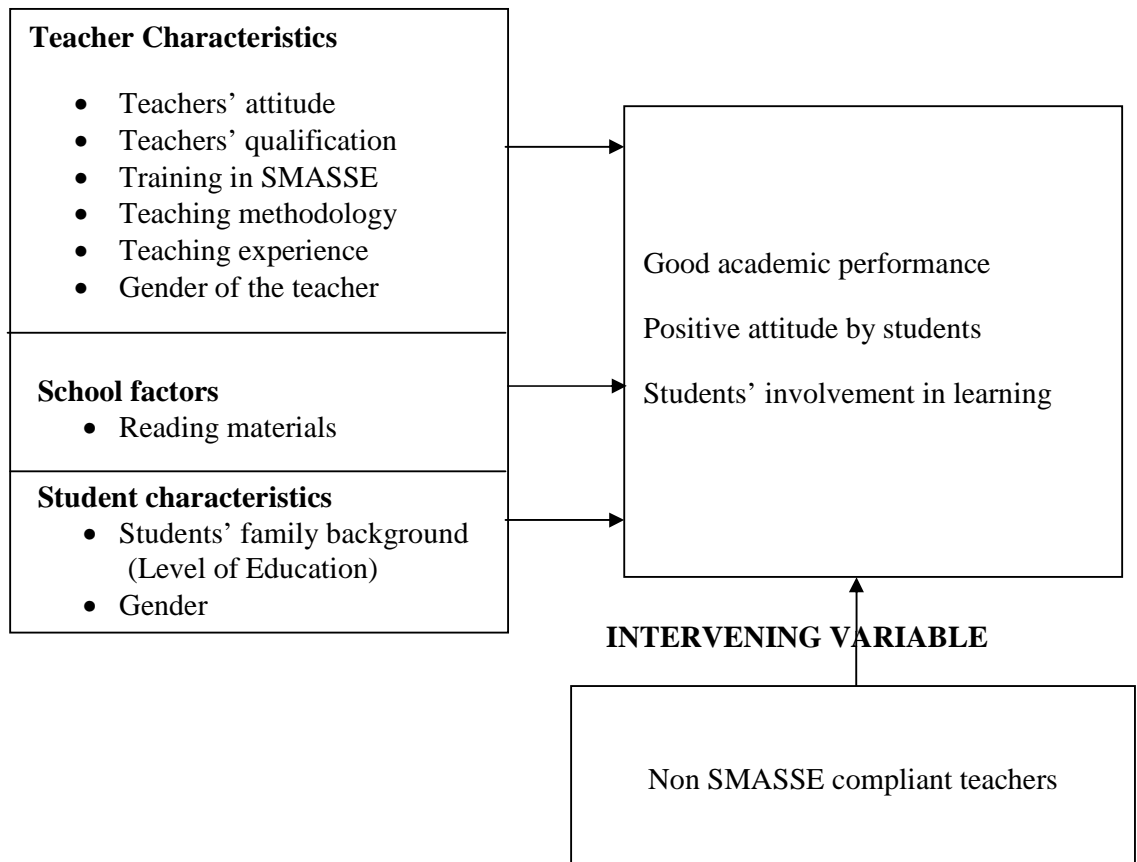 Teacher Characteristics
• Teachers’ attitude
• Teachers’ qualification
• Training in SMASSE
• Teaching methodology
• Teaching experience
• Gender of the teacher
School factors
• Reading materials
Student characteristics
• Students’ family background
(Level of Education)
• Gender
Good academic performance
Positive attitude by students
Students’ involvement in learning
INTERVENING VARIABLE
Non SMASSE compliant teachers